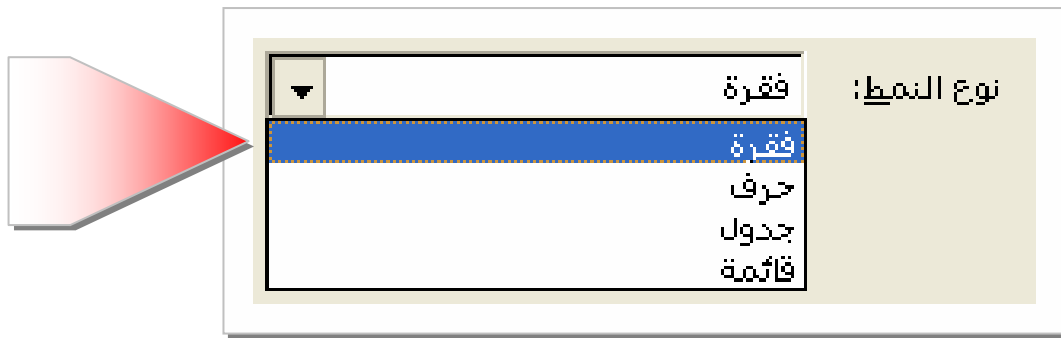 نوع النمط: فقرة
فقرة
حرف
جدول
قائمة